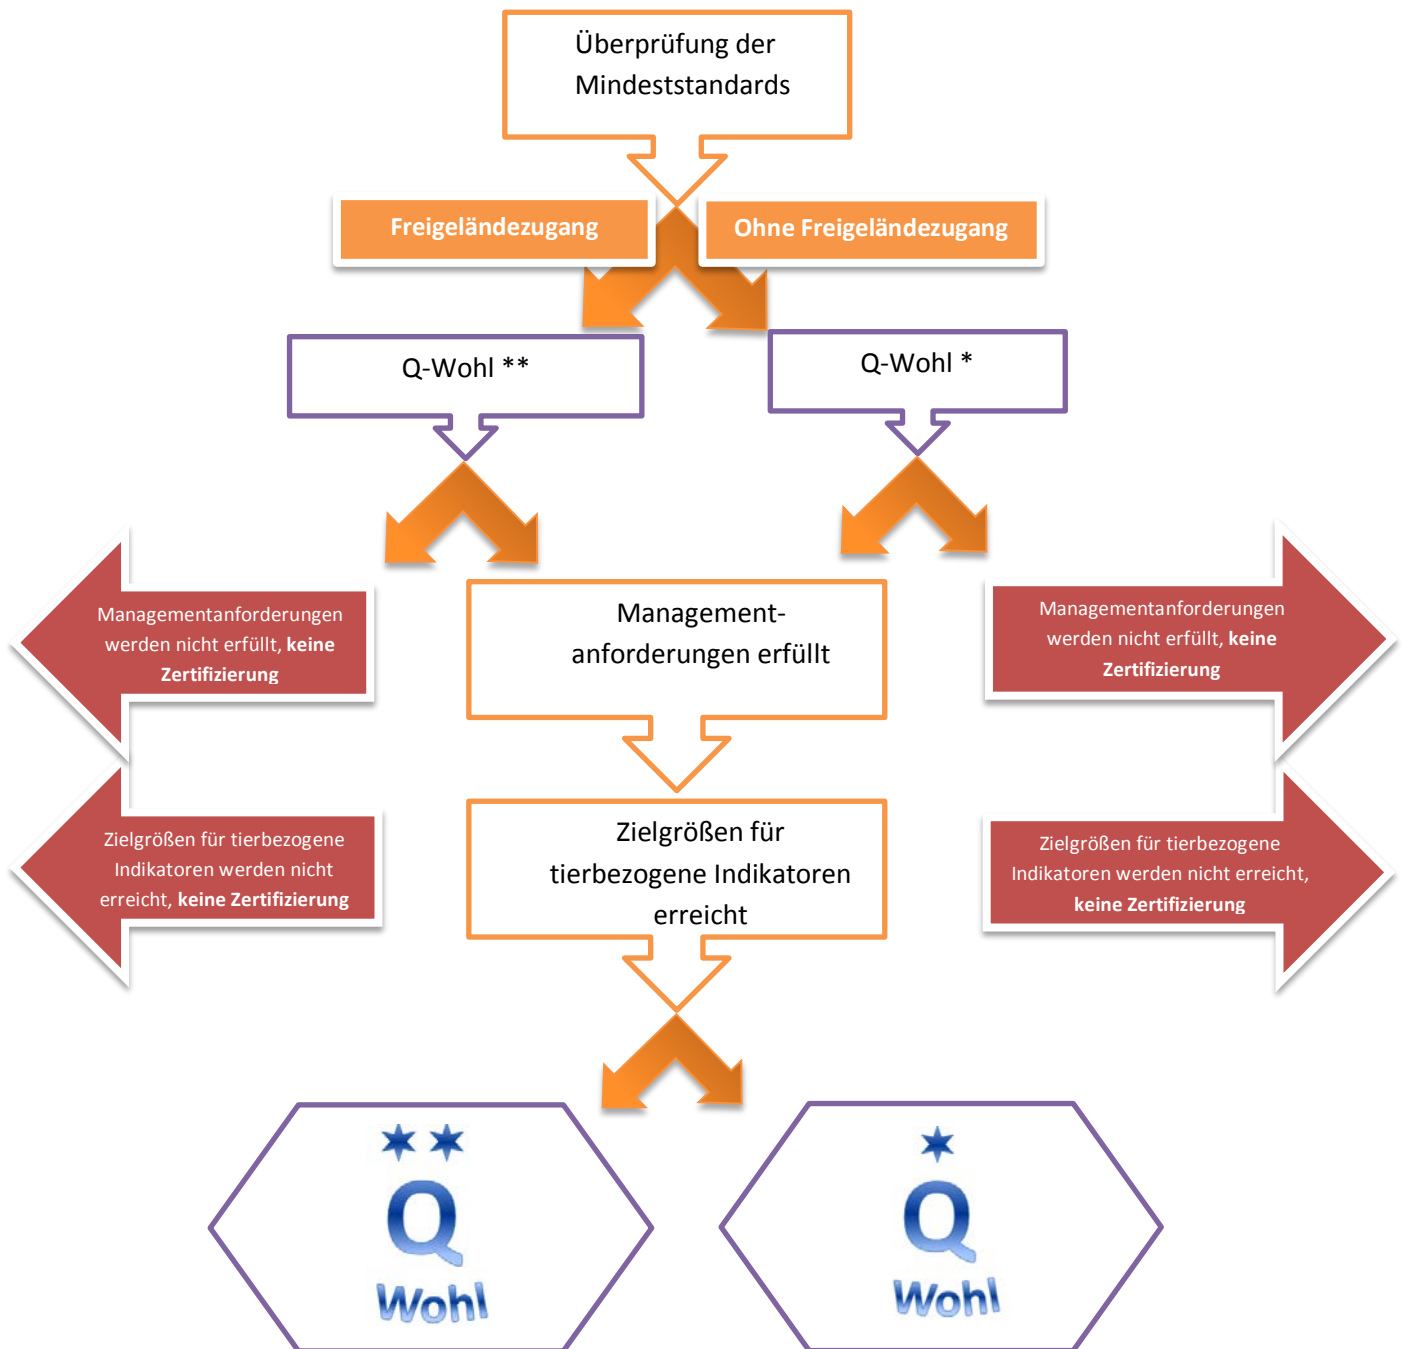 Überprüfung der
Mindeststandards
Freigeländezugang
Ohne Freigeländezugang
Q-Wohl **
Q-Wohl *
Managementanforderungen
werden nicht erfüllt, keine
Zertifizierung
Management-
anforderungen erfüllt
Managementanforderungen
werden nicht erfüllt, keine
Zertifizierung
Zielgrößen für tierbezogene
Indikatoren werden nicht
erreicht, keine Zertifizierung
Zielgrößen für
tierbezogene Indikatoren
erreicht
Zielgrößen für tierbezogene
Indikatoren werden nicht erreicht,
keine Zertifizierung
Q
Wohl
Q
Wohl